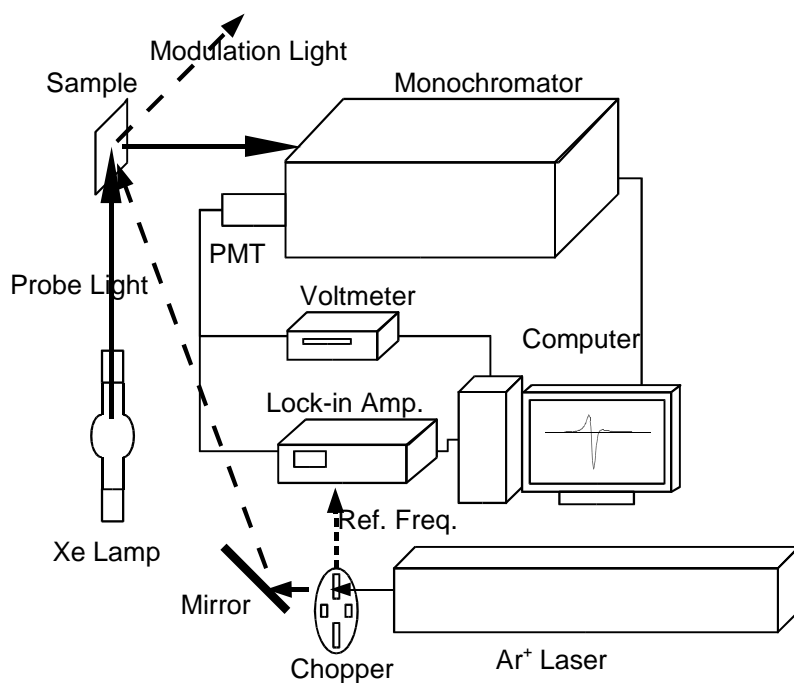 Modulation Light
Sample
Monochromator
PMT
Probe Light
Voltmeter
Computer
Lock-in Amp.
Ref. Freq.
Xe Lamp
Mirror
Chopper
Ar⁺ Laser